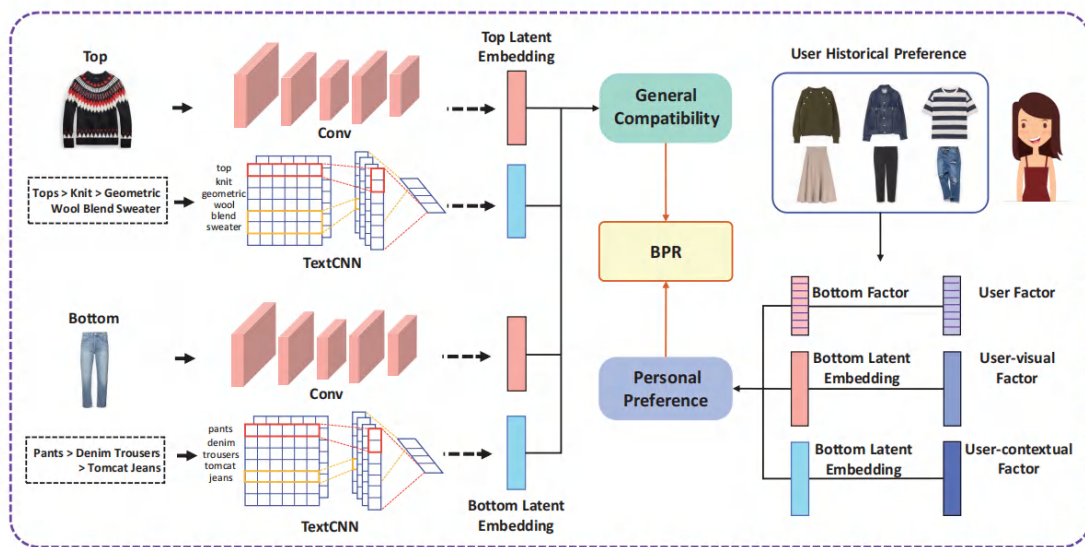 Top
Tops > Knit > Geometric
Wool Blend Sweater
Conv
top
knit
geometric
wool
blend
sweater
TextCNN
Top Latent
Embedding
Bottom
Pants > Denim Trousers
> Tomcat Jeans
Conv
pants
denim
trousers
tomcat
jeans
TextCNN
Bottom Latent
Embedding
General
Compatibility
BPR
Personal
Preference
User Historical Preference
Bottom Factor
User Factor
Bottom Latent
Embedding
User-visual
Factor
Bottom Latent
Embedding
User-contextual
Factor